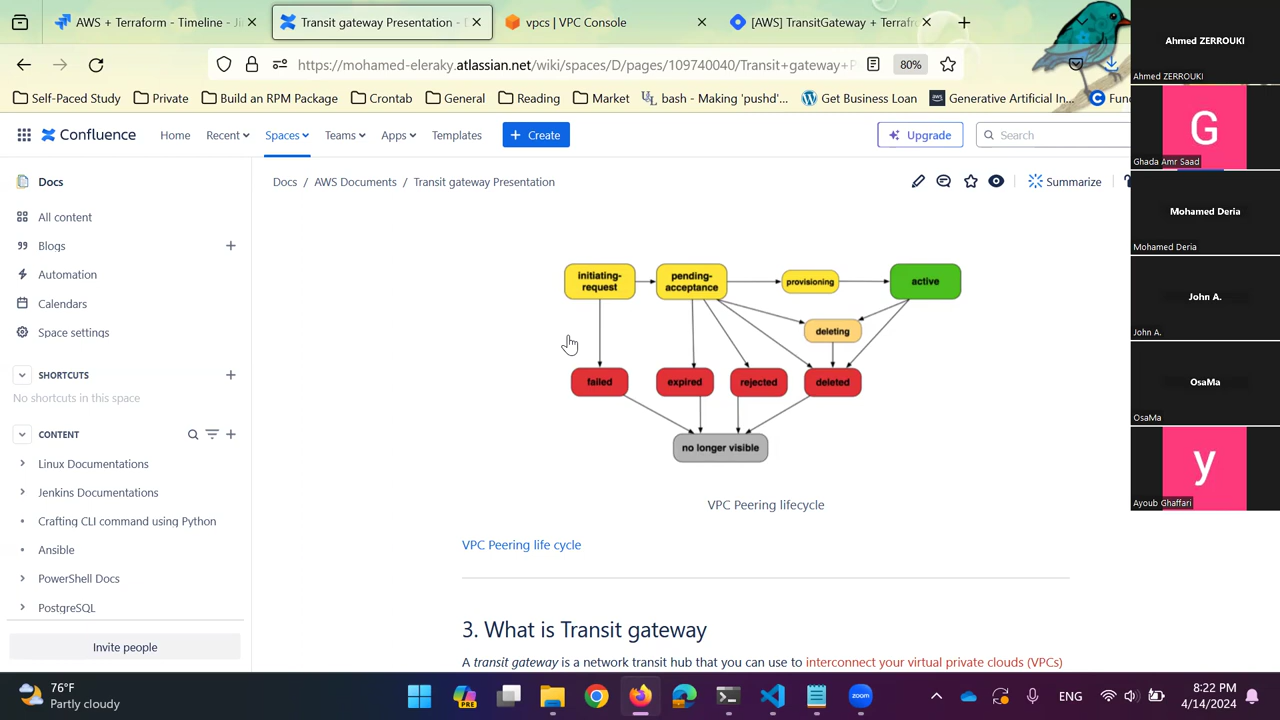 AWS + Terraform - Timeline - Ji
Transit gateway Presentation - D
vpcs | VPC Console
[AWS] TransitGateway + Terrafr
https://mohamed-eleraky.atlassian.net/wiki/spaces/D/pages/109740040/Transit+gateway+P
80%
Self-Paced Study
Private
Build an RPM Package
Crontab
General
Reading
Market
bash - Making 'pushd'...
Get Business Loan
Generative Artificial In...
Confluence
Home
Recent
Spaces
Teams
Apps
Templates
Create
Upgrade
Search
Docs
All content
Blogs
Automation
Calendars
Space settings
SHORTCUTS
No shortcuts in this space
CONTENT
Linux Documentations
Jenkins Documentations
Crafting CLI command using Python
Ansible
PowerShell Docs
PostgreSQL
Invite people
Docs / AWS Documents / Transit gateway Presentation
Summarize
initiating-request
pending-acceptance
provisioning
active
deleting
failed
expired
rejected
deleted
no longer visible
VPC Peering lifecycle
VPC Peering life cycle
3. What is Transit gateway
A transit gateway is a network transit hub that you can use to interconnect your virtual private clouds (VPCs)
Ahmed ZERROUKI
Ahmed ZERROUKI
G
Ghada Amr Saad
Mohamed Deria
Mohamed Deria
John A.
John A.
OsaMa
OsaMa
y
Ayoub Ghaffari
76°F
Partly cloudy
PRE
zoom
ENG
8:22 PM
4/14/2024